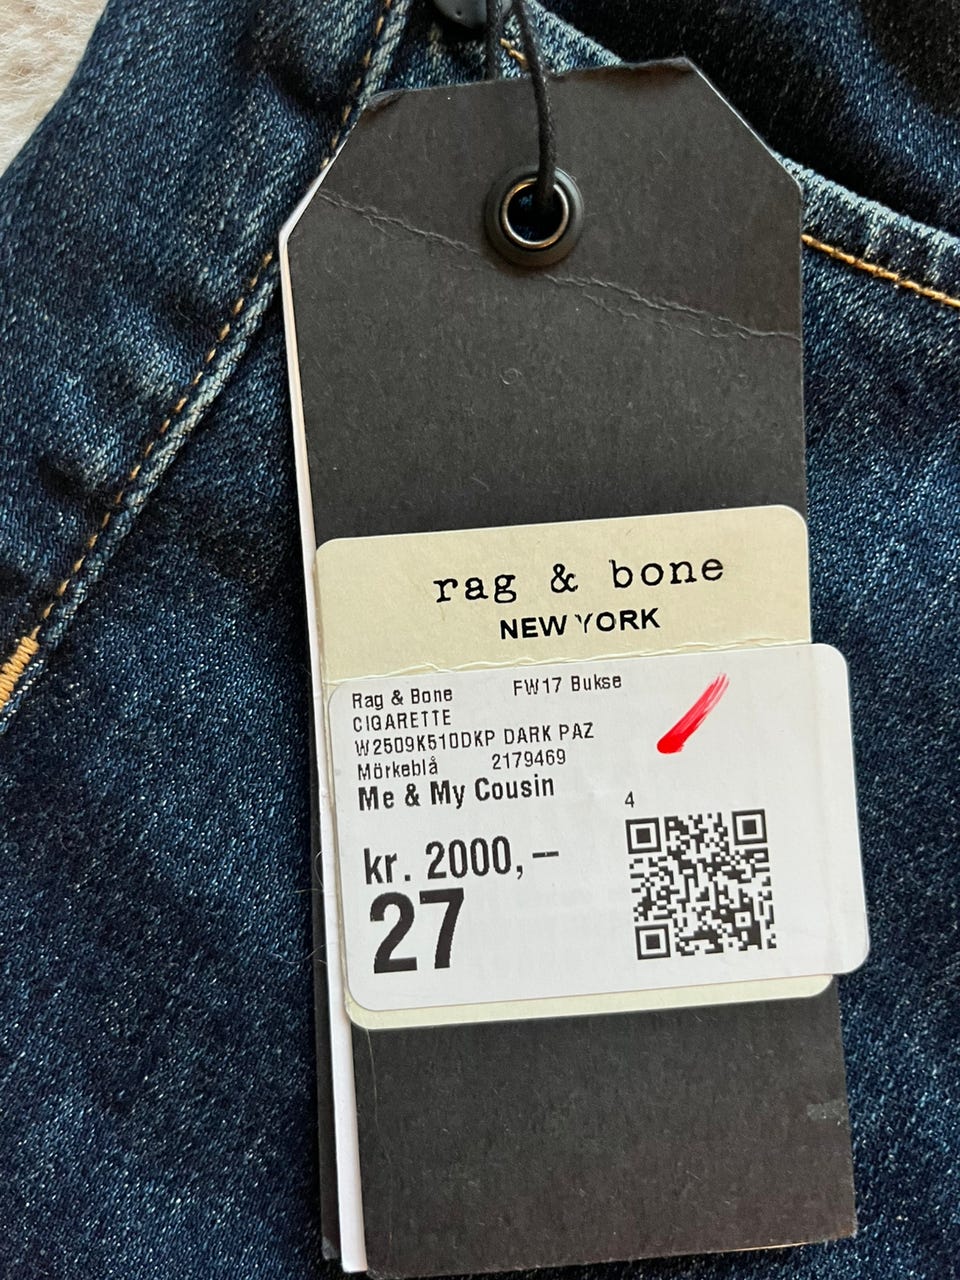 rag & bone
NEW YORK
Rag & Bone FW17 Bukse
CIGARETTE
W2509K510DKP DARK PAZ
Mörkeblå 2179469
Me & My Cousin
4
kr. 2000,-
27